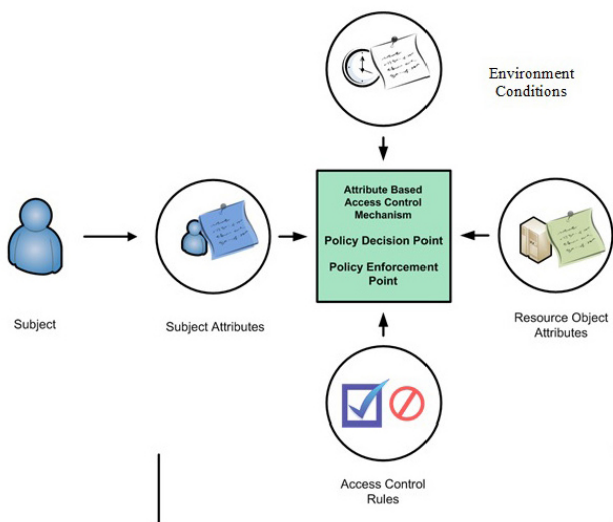 Environment
Conditions
Attribute Based
Access Control
Mechanism
Policy Decision Point
Policy Enforcement
Point
Subject
Subject Attributes
Resource Object
Attributes
Access Control
Rules